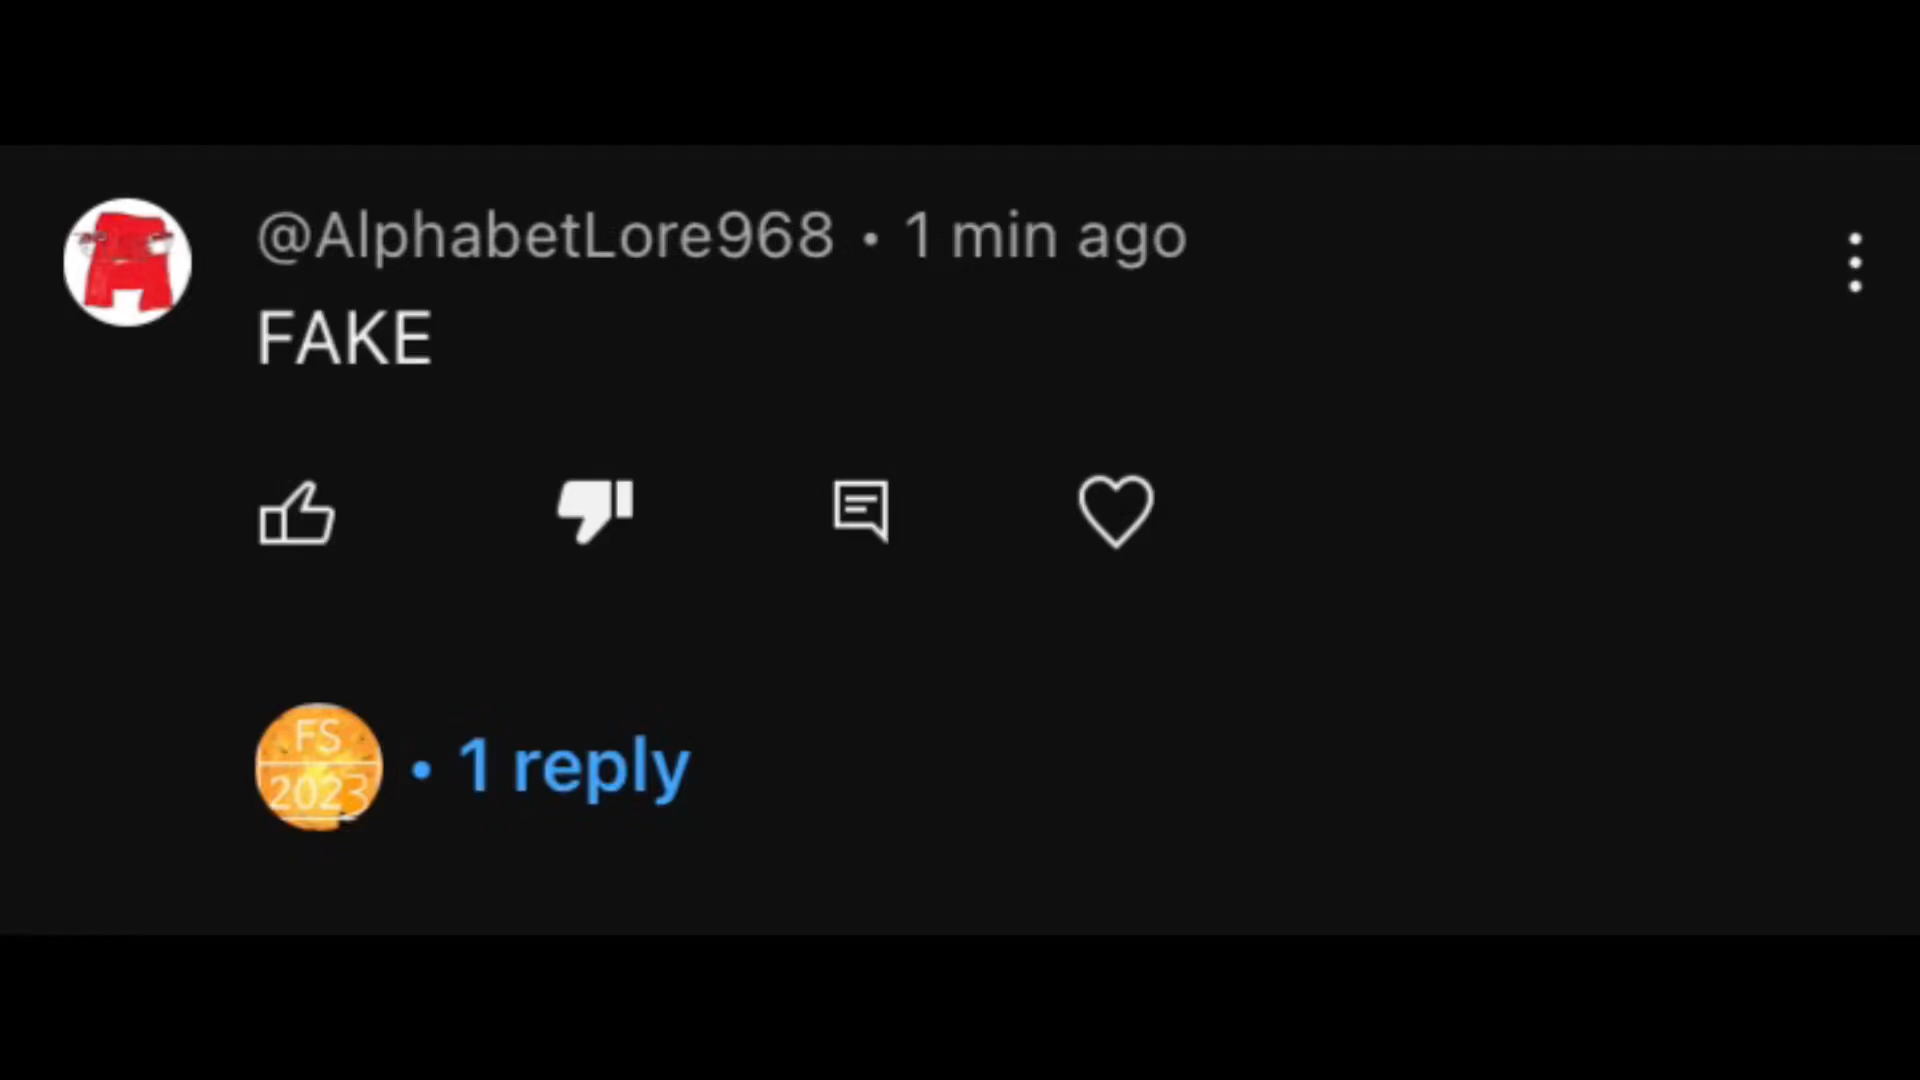 @AlphabetLore968 • 1 min ago
FAKE
FS
2023
• 1 reply